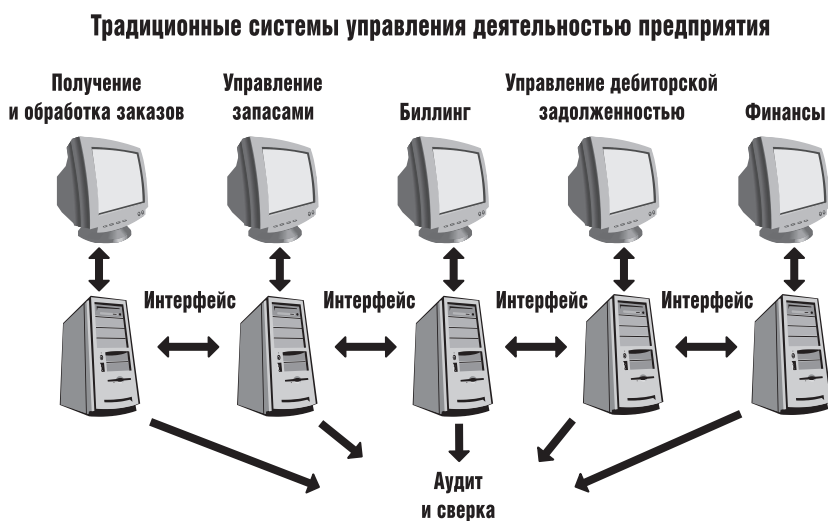 Традиционные системы управления деятельностью предприятия
Получение
и обработка заказов
Управление
запасами
Биллинг
Управление дебиторской
задолженностью
Финансы
Интерфейс
Интерфейс
Интерфейс
Интерфейс
Аудит
и сверка